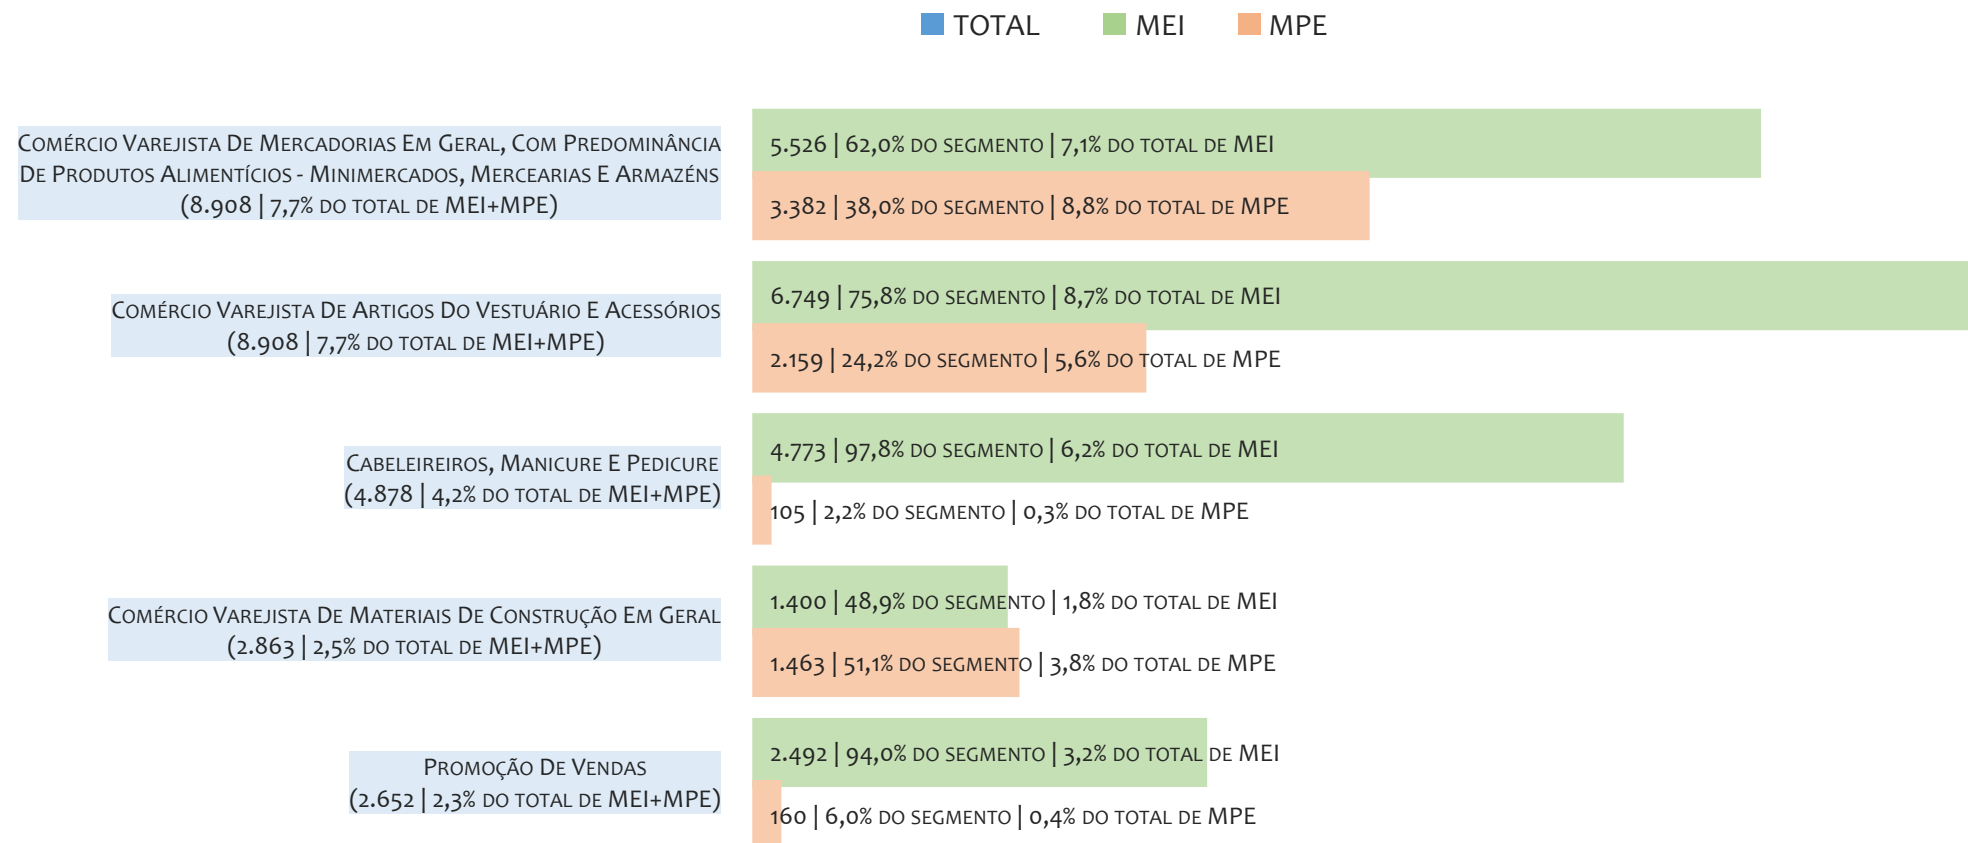 TOTAL MEI MPE
Comércio Varejista De Mercadorias Em Geral, Com Predominância
De Produtos Alimentícios - Minimercados, Mercearias E Armazéns
(8.908 | 7,7% do total de MEI+MPE)
5.526 | 62,0% do segmento | 7,1% do total de MEI
3.382 | 38,0% do segmento | 8,8% do total de MPE
Comércio Varejista De Artigos Do Vestuário E Acessórios
(8.908 | 7,7% do total de MEI+MPE)
6.749 | 75,8% do segmento | 8,7% do total de MEI
2.159 | 24,2% do segmento | 5,6% do total de MPE
Cabeleireiros, Manicure E Pedicure
(4.878 | 4,2% do total de MEI+MPE)
4.773 | 97,8% do segmento | 6,2% do total de MEI
105 | 2,2% do segmento | 0,3% do total de MPE
Comércio Varejista De Materiais De Construção Em Geral
(2.863 | 2,5% do total de MEI+MPE)
1.400 | 48,9% do segmento | 1,8% do total de MEI
1.463 | 51,1% do segmento | 3,8% do total de MPE
Promoção De Vendas
(2.652 | 2,3% do total de MEI+MPE)
2.492 | 94,0% do segmento | 3,2% do total de MEI
160 | 6,0% do segmento | 0,4% do total de MPE